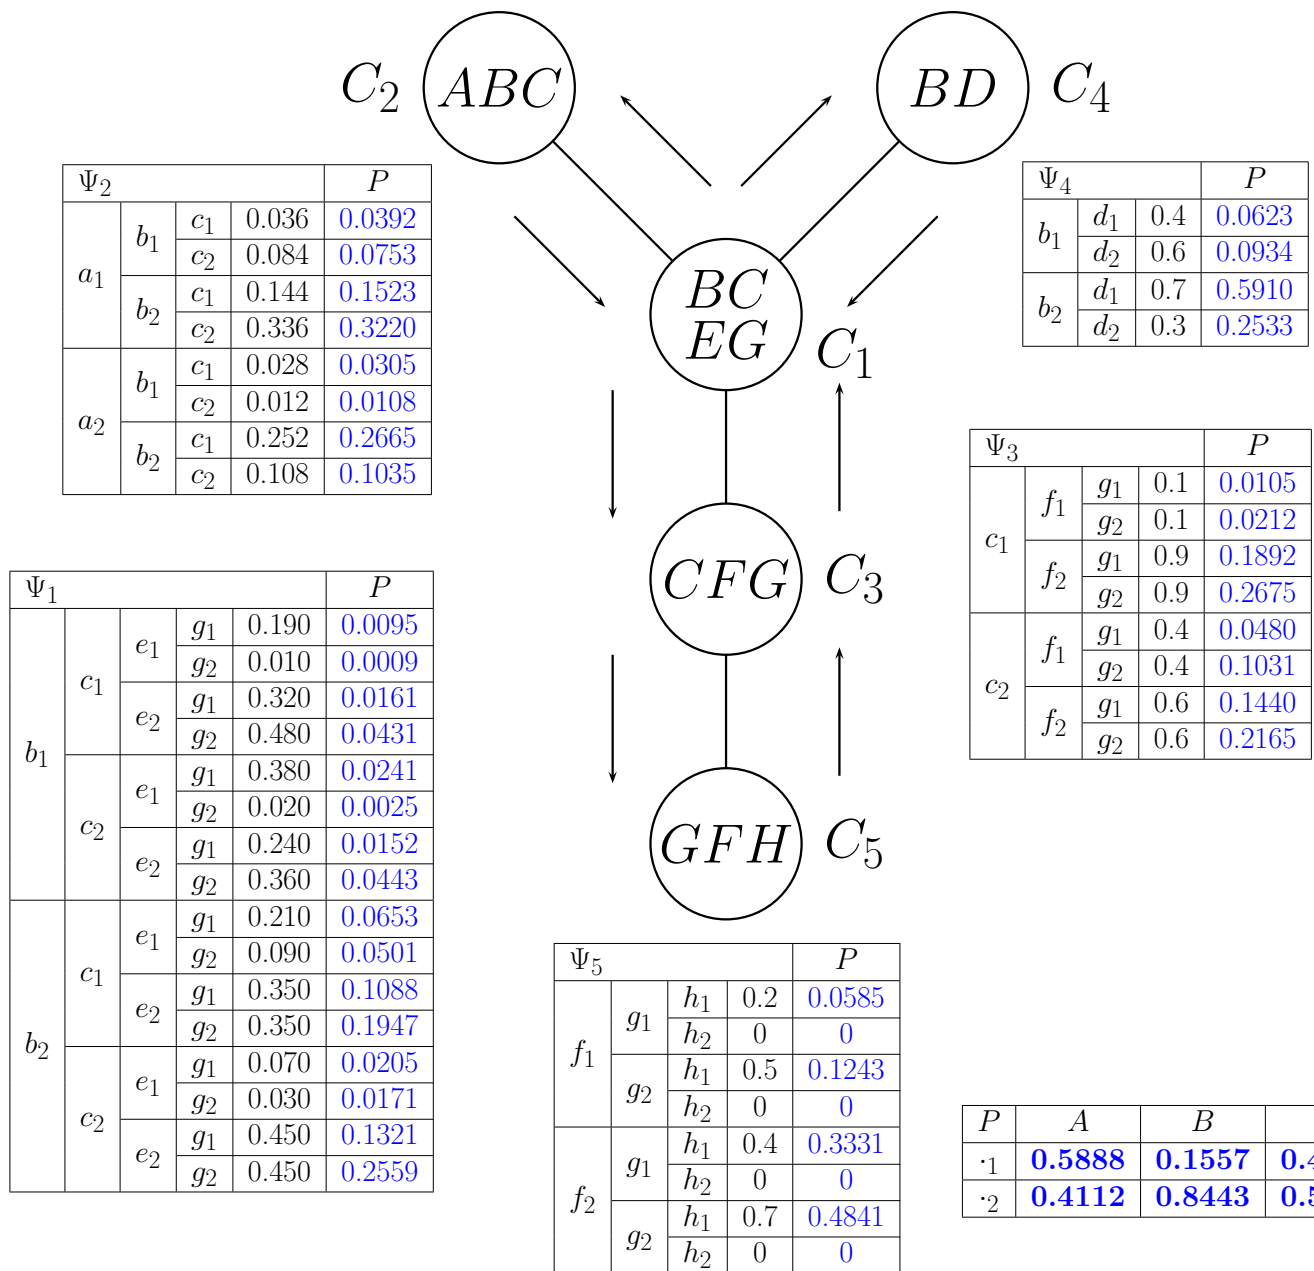 C2 ABC BD C4
Ψ2 P
a1 b1 c1 0.036 0.0392
c2 0.084 0.0753
b2 c1 0.144 0.1523
c2 0.336 0.3220
a2 b1 c1 0.028 0.0305
c2 0.012 0.0108
b2 c1 0.252 0.2665
c2 0.108 0.1035
Ψ4 P
b1 d1 0.4 0.0623
d2 0.6 0.0934
b2 d1 0.7 0.5910
d2 0.3 0.2533
BC
EG C1
Ψ3 P
c1 f1 g1 0.1 0.0105
g2 0.1 0.0212
f2 g1 0.9 0.1892
g2 0.9 0.2675
c2 f1 g1 0.4 0.0480
g2 0.4 0.1031
f2 g1 0.6 0.1440
g2 0.6 0.2165
CFG C3
Ψ1 P
b1 c1 e1 g1 0.190 0.0095
g2 0.010 0.0009
e2 g1 0.320 0.0161
g2 0.480 0.0431
c2 e1 g1 0.380 0.0241
g2 0.020 0.0025
e2 g1 0.240 0.0152
g2 0.360 0.0443
b2 c1 e1 g1 0.210 0.0653
g2 0.090 0.0501
e2 g1 0.350 0.1088
g2 0.350 0.1947
c2 e1 g1 0.070 0.0205
g2 0.030 0.0171
e2 g1 0.450 0.1321
g2 0.450 0.2559
GFH C5
Ψ5 P
f1 g1 h1 0.2 0.0585
h2 0 0
g2 h1 0.5 0.1243
h2 0 0
f2 g1 h1 0.4 0.3331
h2 0 0
g2 h1 0.7 0.4841
h2 0 0
P A B
·1 0.5888 0.1557
·2 0.4112 0.8443